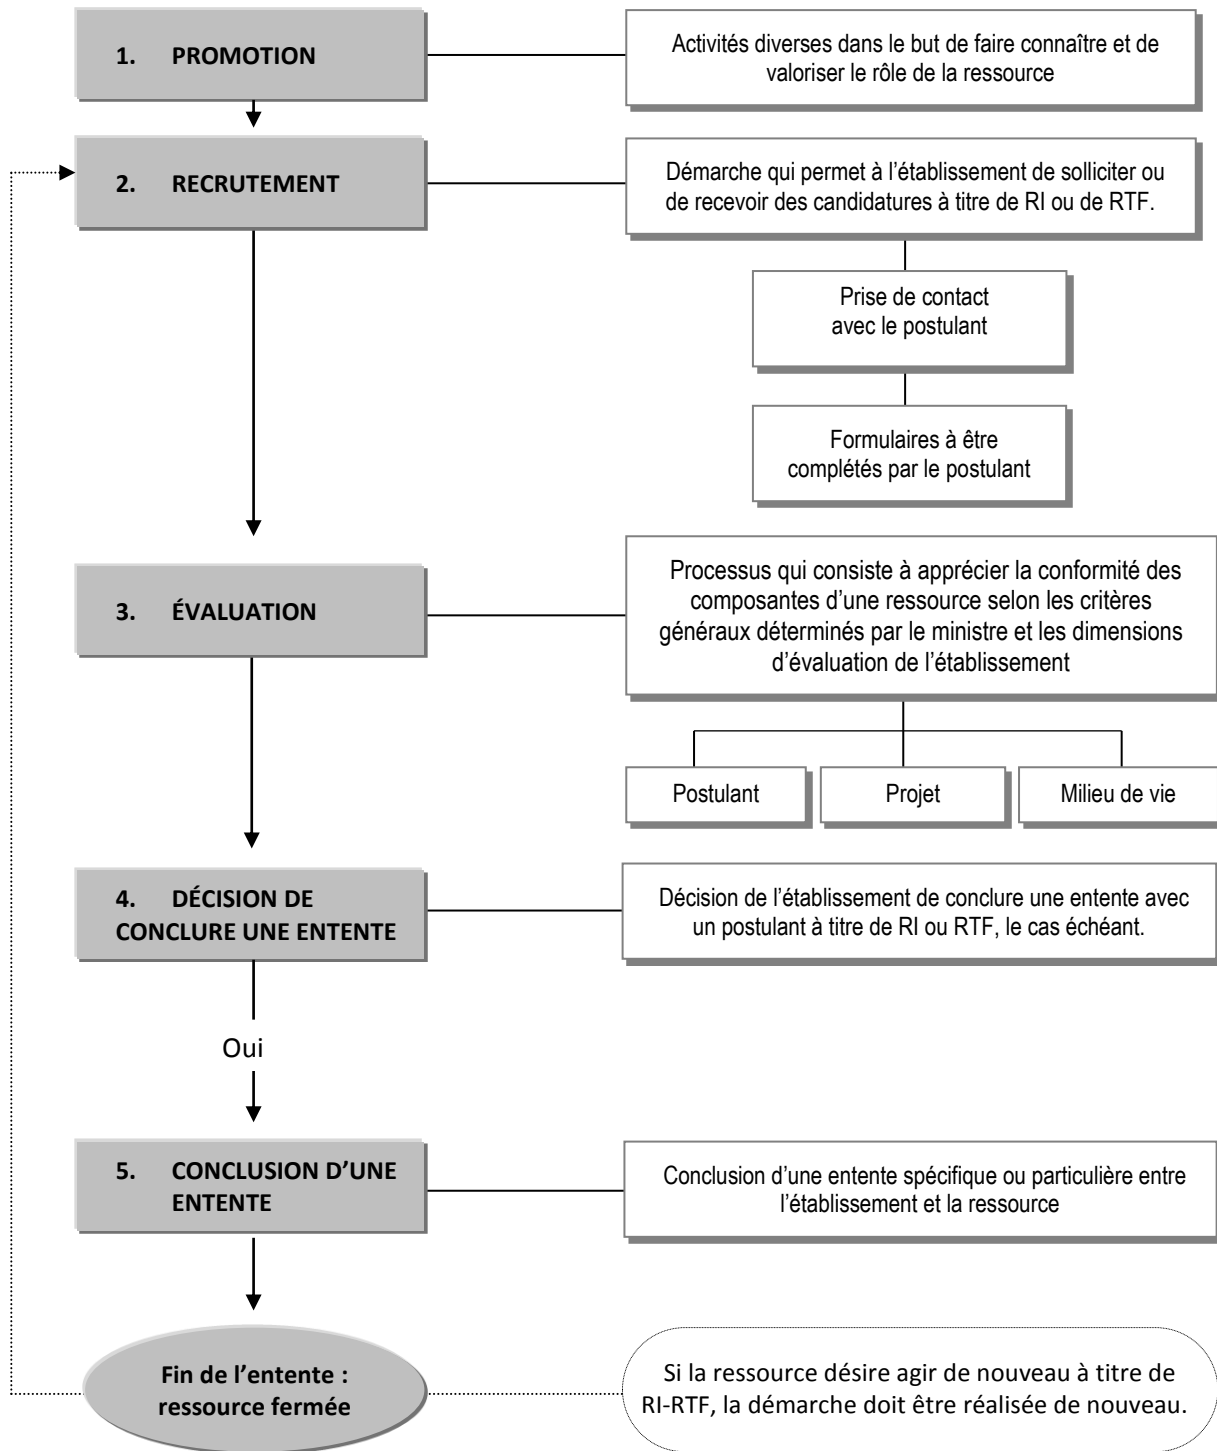 1. PROMOTION
Activités diverses dans le but de faire connaître et de
valoriser le rôle de la ressource
2. RECRUTEMENT
Démarche qui permet à l’établissement de solliciter ou
de recevoir des candidatures à titre de RI ou de RTF.
Prise de contact
avec le postulant
Formulaires à être
complétés par le postulant
3. ÉVALUATION
Processus qui consiste à apprécier la conformité des
composantes d’une ressource selon les critères
généraux déterminés par le ministre et les dimensions
d’évaluation de l’établissement
Postulant
Projet
Milieu de vie
4. DÉCISION DE
CONCLURE UNE ENTENTE
Décision de l’établissement de conclure une entente avec
un postulant à titre de RI ou RTF, le cas échéant.
Oui
5. CONCLUSION D’UNE
ENTENTE
Conclusion d’une entente spécifique ou particulière entre
l’établissement et la ressource
Fin de l’entente :
ressource fermée
Si la ressource désire agir de nouveau à titre de
RI-RTF, la démarche doit être réalisée de nouveau.